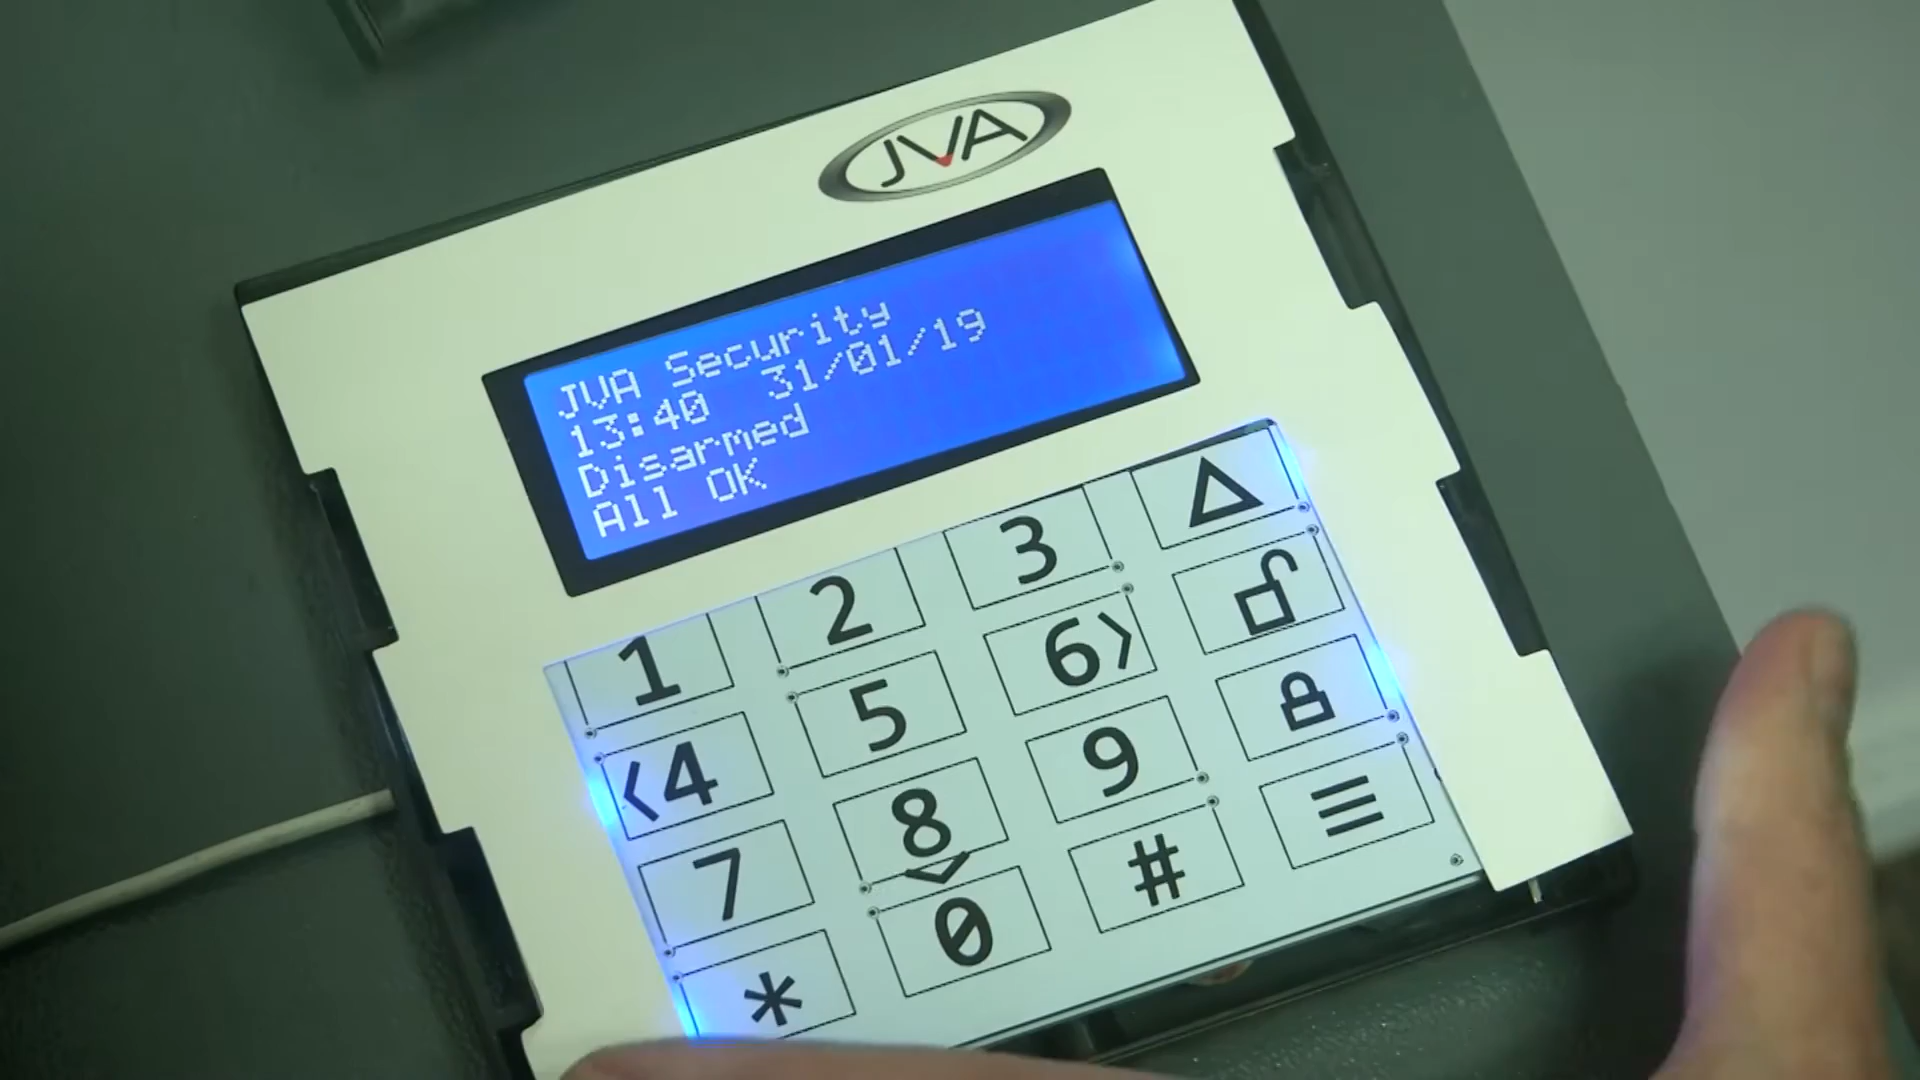 JVA
JVA Security
13:40 31/01/19
Disarmed
All OK
1 2 3
<4 5 6>
7 8 9
* 0 #